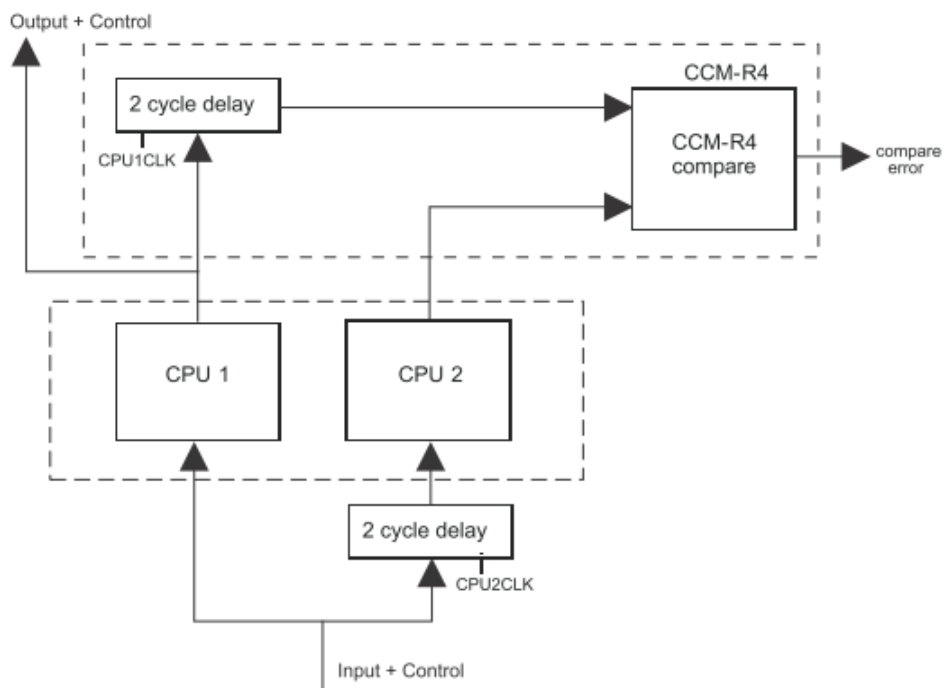 Output + Control
CCM-R4
2 cycle delay
CPU1CLK
CCM-R4
compare
compare
error
CPU 1
CPU 2
2 cycle delay
CPU2CLK
Input + Control